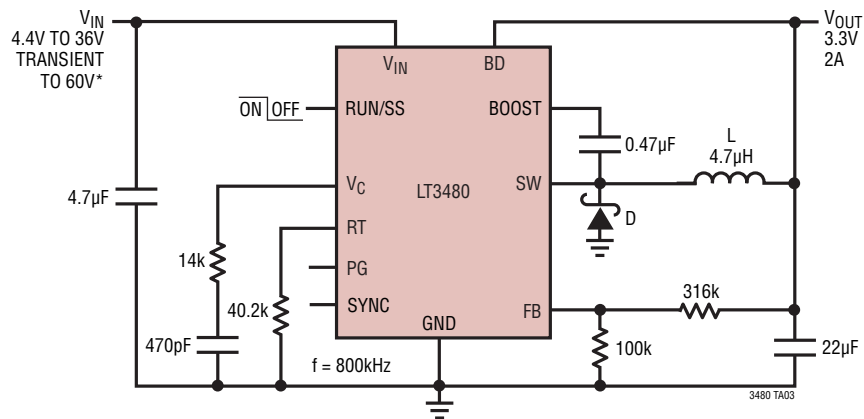 VIN
4.4V TO 36V
TRANSIENT
TO 60V*
VOUT
3.3V
2A
VIN
BD
ON OFF
RUN/SS
BOOST
0.47µF
L
4.7µH
4.7µF
VC
LT3480
SW
D
RT
14k
PG
40.2k
SYNC
FB
316k
GND
470pF
f = 800kHz
100k
22µF
3480 TA03